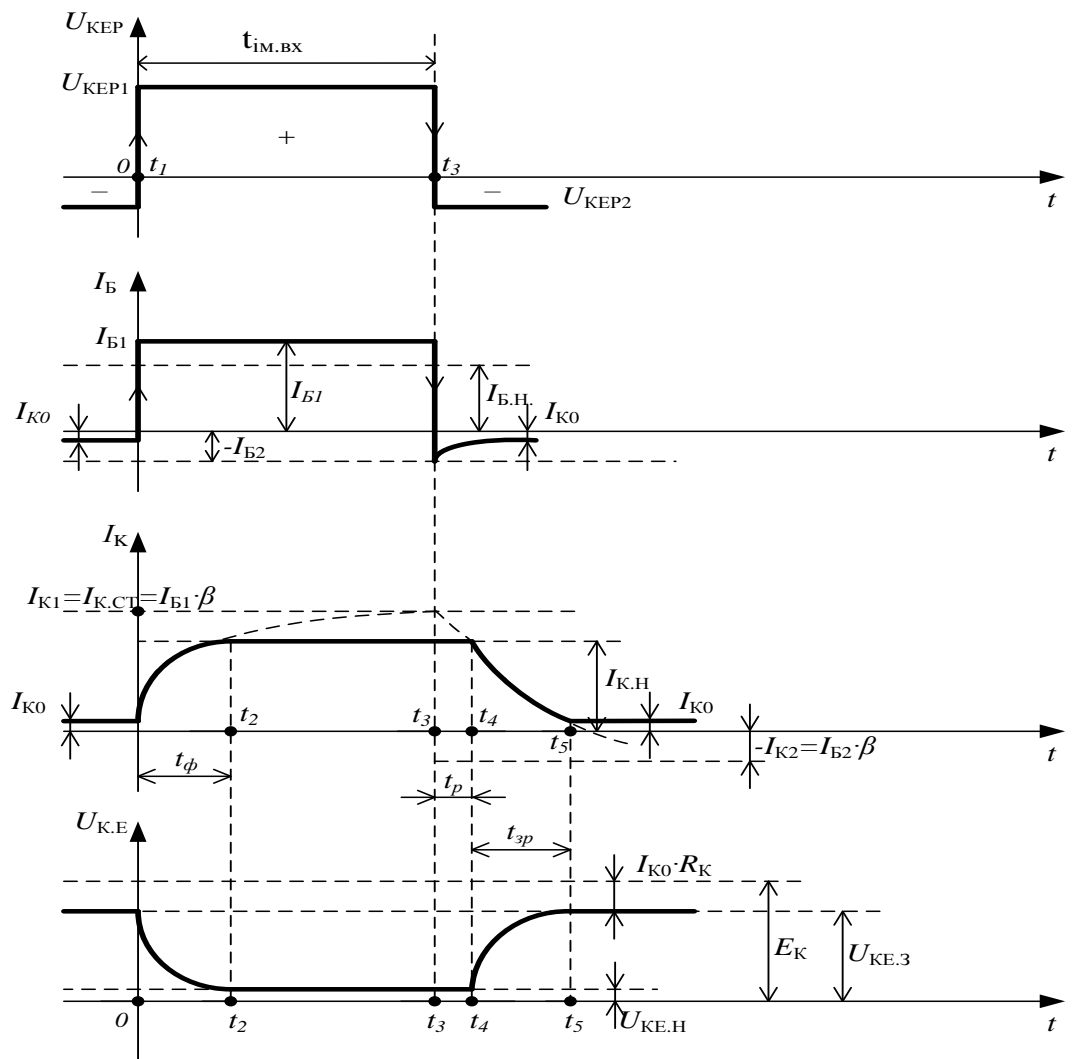 U_КЕР
t_ім.вх
U_КЕР1
+
0 t_1 t_3
– –
U_КЕР2
t
I_Б
I_Б1
I_Б1
I_Б.Н.
I_К0 I_К0
-I_Б2
t
I_К
I_К1=I_К.СТ=I_Б1·β
I_К.Н
I_К0 I_К0
t_2 t_3 t_4 t_5
-I_К2=I_Б2·β
t
t_ф
t_р
U_К.Е
t_зр
I_К0·R_К
E_К
U_КЕ.З
0 t_2 t_3 t_4 t_5
U_КЕ.Н
t